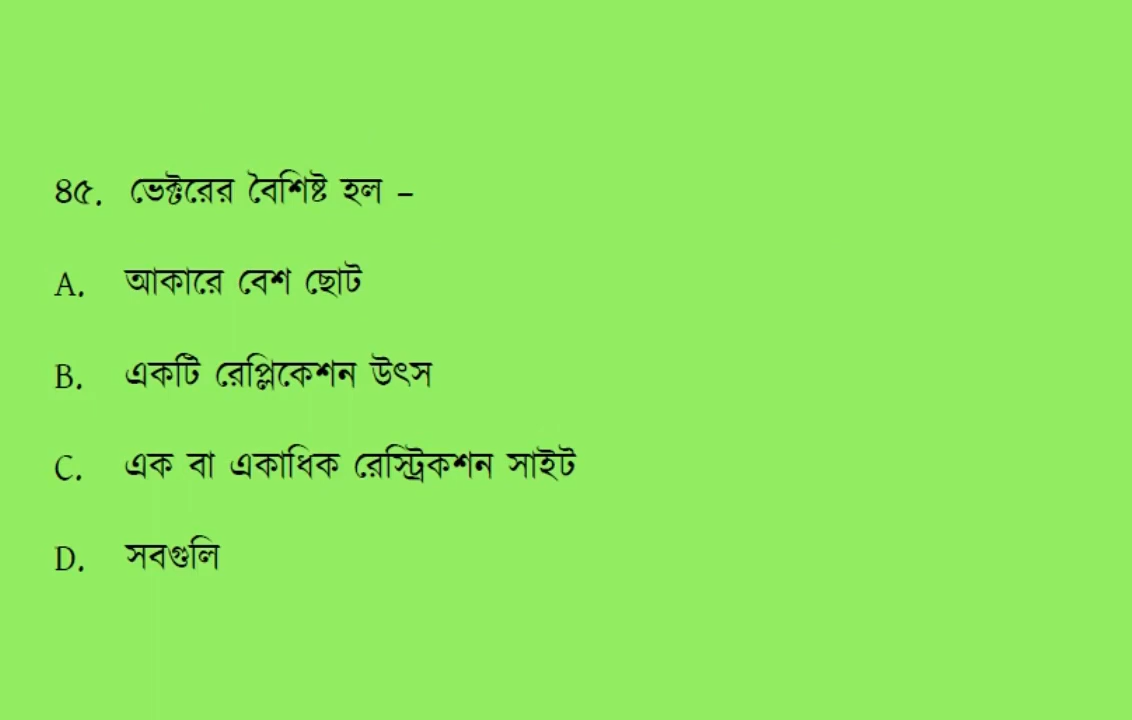 ৪৫. ভেক্টরের বৈশিষ্ট হল –
A. আকারে বেশ ছোট
B. একটি রেপ্লিকেশন উৎস
C. এক বা একাধিক রেস্ট্রিকশন সাইট
D. সবগুলি